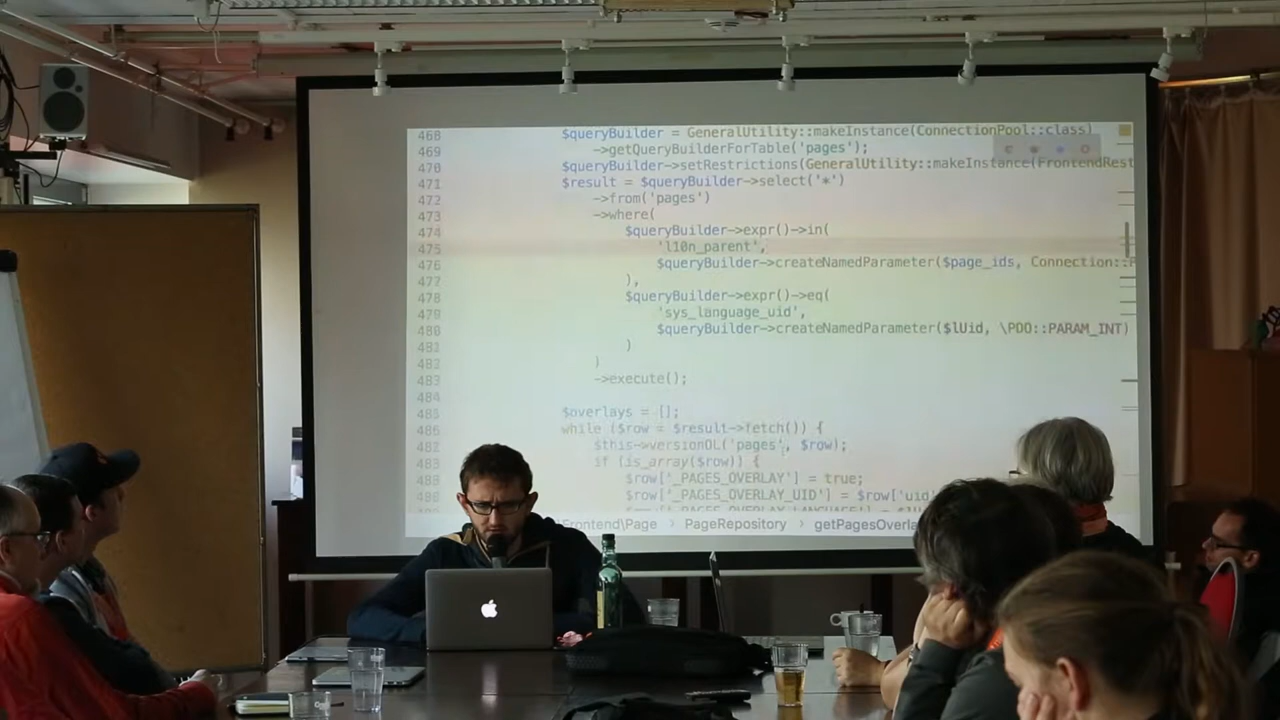 468 $queryBuilder = GeneralUtility::makeInstance(ConnectionPool::class)
469 ->getQueryBuilderForTable('pages');
470 $queryBuilder->setRestrictions(GeneralUtility::makeInstance(FrontendRest
471 $result = $queryBuilder->select('*')
472 ->from('pages')
473 ->where(
474 $queryBuilder->expr()->in(
475 'l10n_parent',
476 $queryBuilder->createNamedParameter($page_ids, Connection::P
477 ),
478 $queryBuilder->expr()->eq(
479 'sys_language_uid',
480 $queryBuilder->createNamedParameter($lUid, \PDO::PARAM_INT)
481 )
482 )
483 ->execute();
484
485 $overlays = [];
486 while ($row = $result->fetch()) {
$this->versionOL('pages', $row);
if (is_array($row)) {
$row['_PAGES_OVERLAY'] = true;
$row['_PAGES_OVERLAY_UID'] = $row['uid'
Frontend\Page > PageRepository > getPagesOverla